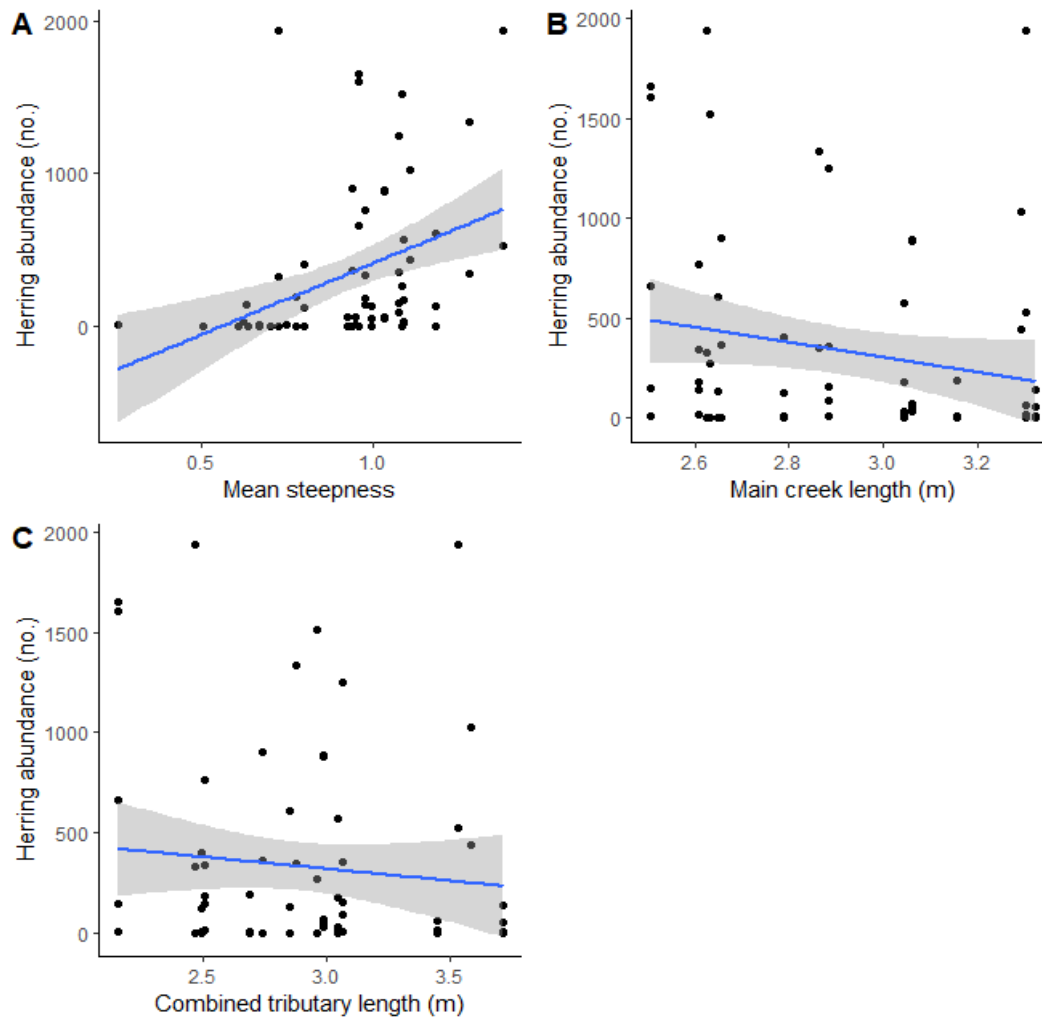 A
Herring abundance (no.)
2000
1000
0
0.5 1.0
Mean steepness
B
Herring abundance (no.)
2000
1500
1000
500
0
2.6 2.8 3.0 3.2
Main creek length (m)
C
Herring abundance (no.)
2000
1500
1000
500
0
2.5 3.0 3.5
Combined tributary length (m)